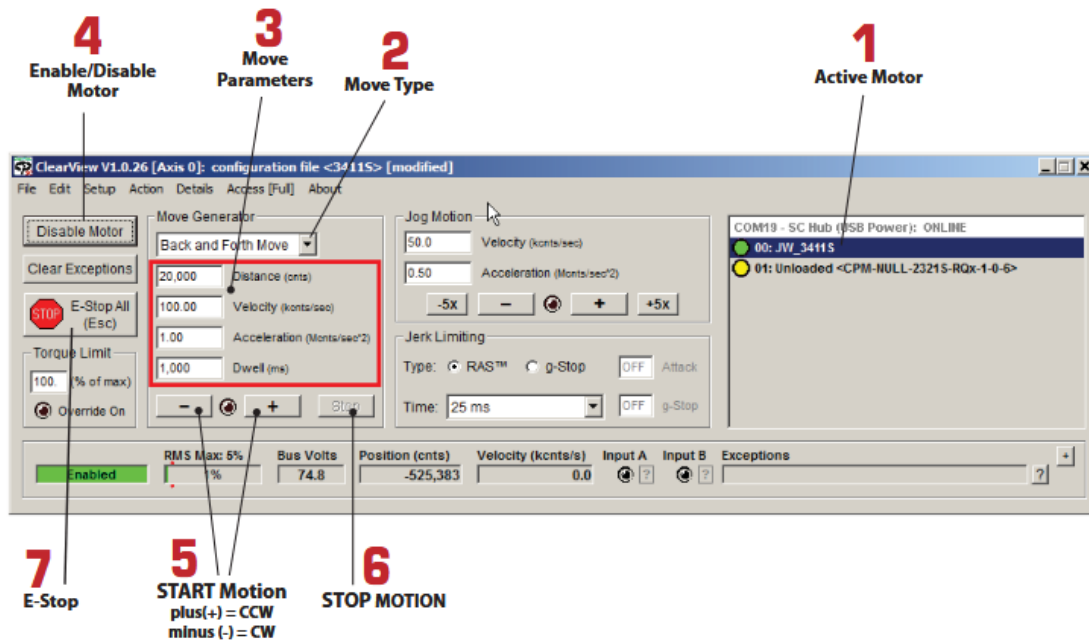 4
Enable/Disable
Motor
3
Move
Parameters
2
Move Type
1
Active Motor
ClearView V1.0.26 [Axis 0]: configuration file <3411S> [modified]
File Edit Setup Action Details Access [Full] About
Disable Motor
Clear Exceptions
STOP
E-Stop All
(Esc)
Torque Limit
100. (% of max)
Override On
Move Generator
Back and Forth Move
20,000 Distance (cnts)
100.00 Velocity (kcnts/sec)
1.00 Acceleration (Mcnts/sec^2)
1,000 Dwell (ms)
- + Stop
Jog Motion
50.0 Velocity (kcnts/sec)
0.50 Acceleration (Mcnts/sec^2)
-5x - + +5x
Jerk Limiting
Type: RAS™ g-Stop OFF Attack
Time: 25 ms OFF g-Stop
COM19 - SC Hub (USB Power): ONLINE
00: JW_3411S
01: Unloaded <CPM-NULL-2321S-RQx-1-0-6>
RMS Max: 5% Bus Volts Position (cnts) Velocity (kcnts/s) Input A Input B Exceptions +
Enabled 1% 74.8 -525,383 0.0 ? ? ?
7
E-Stop
5
START Motion
plus(+) = CCW
minus (-) = CW
6
STOP MOTION